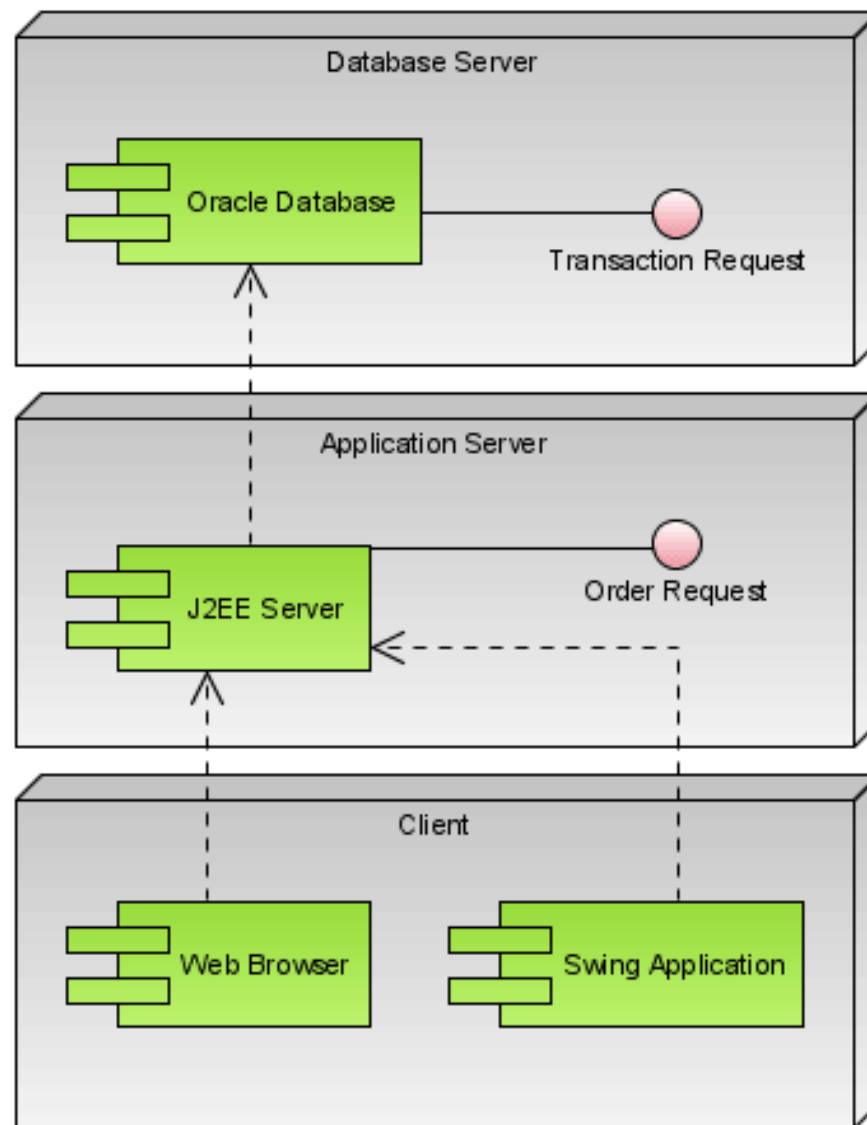 Database Server
Oracle Database
Transaction Request
Application Server
Order Request
J2EE Server
Client
Web Browser
Swing Application